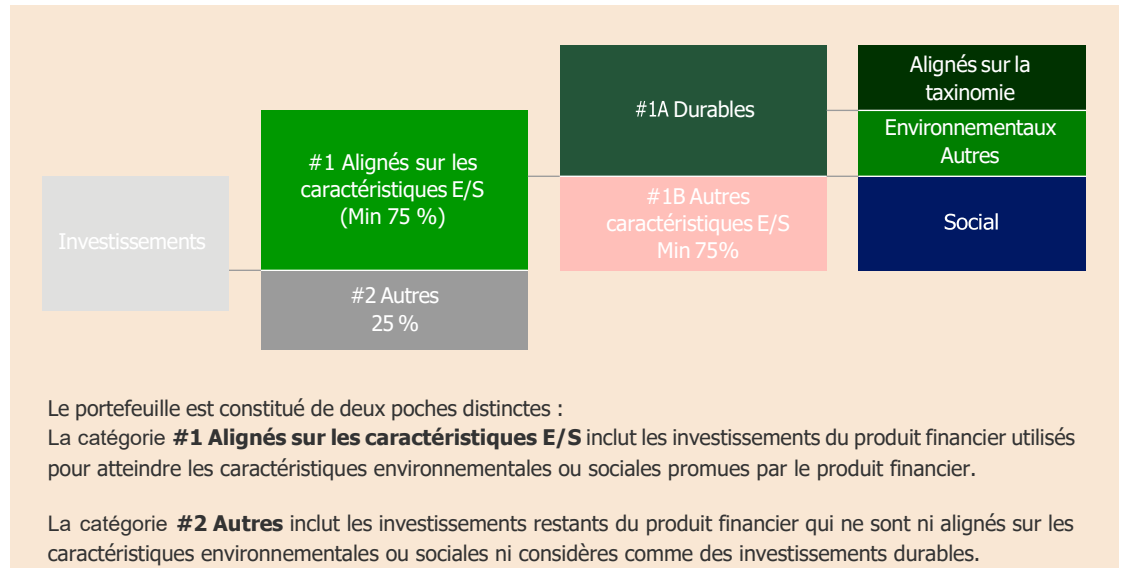 Investissements
#1 Alignés sur les
caractéristiques E/S
(Min 75 %)
#2 Autres
25 %
#1A Durables
#1B Autres
caractéristiques E/S
Min 75%
Alignés sur la
taxinomie
Environnementaux
Autres
Social
Le portefeuille est constitué de deux poches distinctes :
La catégorie #1 Alignés sur les caractéristiques E/S inclut les investissements du produit financier utilisés
pour atteindre les caractéristiques environnementales ou sociales promues par le produit financier.
La catégorie #2 Autres inclut les investissements restants du produit financier qui ne sont ni alignés sur les
caractéristiques environnementales ou sociales ni considères comme des investissements durables.